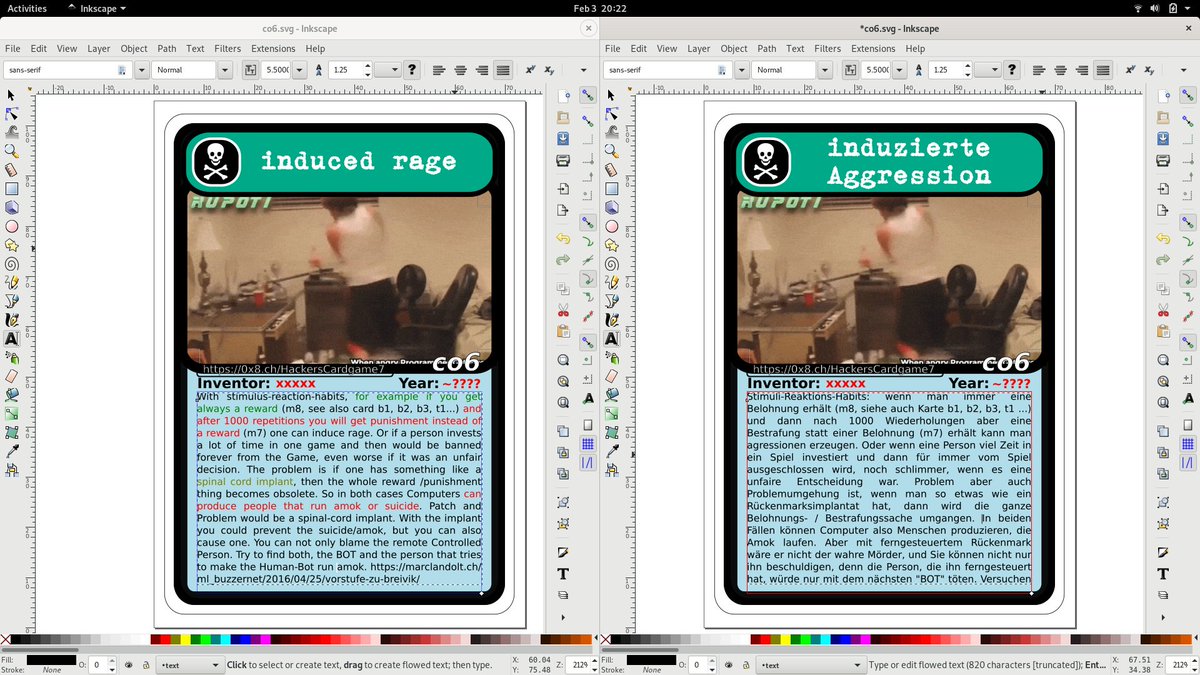 Activities Inkscape Feb 3 20:22
co6.svg - Inkscape
File Edit View Layer Object Path Text Filters Extensions Help
sans-serif Normal 5.5000 1.25
induced rage
RUPOTI
When angry Programme
co6
https://0x8.ch/HackersCardgame7
Inventor: xxxxx Year: ~????
With stimulus-reaction-habits, for example if you get
always a reward (m8, see also card b1, b2, b3, t1...) and
after 1000 repetitions you will get punishment instead of
a reward (m7) one can induce rage. Or if a person invests
a lot of time in one game and then would be banned
forever from the Game, even worse if it was an unfair
decision. The problem is if one has something like a
spinal cord implant, then the whole reward /punishment
thing becomes obsolete. So in both cases Computers can
produce people that run amok or suicide. Patch and
Problem would be a spinal-cord implant. With the implant
you could prevent the suicide/amok, but you can also
cause one. You can not only blame the remote Controlled
Person. Try to find both, the BOT and the person that tries
to make the Human-Bot run amok. https://marclandolt.ch/
ml_buzzernet/2016/04/25/vorstufe-zu-breivik/
Fill: Stroke: None O: 0 •text Click to select or create text, drag to create flowed text; then type. X: 60.04 Y: 75.48 Z: 212%
*co6.svg - Inkscape
File Edit View Layer Object Path Text Filters Extensions Help
sans-serif Normal 5.5000 1.25
induzierte
Aggression
RUPOTI
When angry Programme
co6
https://0x8.ch/HackersCardgame7
Inventor: xxxxx Year: ~????
Stimuli-Reaktions-Habits: wenn man immer eine
Belohnung erhält (m8, siehe auch Karte b1, b2, b3, t1 ...)
und dann nach 1000 Wiederholungen aber eine
Bestrafung statt einer Belohnung (m7) erhält kann man
agressionen erzeugen. Oder wenn eine Person viel Zeit in
ein Spiel investiert und dann für immer vom Spiel
ausgeschlossen wird, noch schlimmer, wenn es eine
unfaire Entscheidung war. Problem aber auch
Problemumgehung ist, wenn man so etwas wie ein
Rückenmarksimplantat hat, dann wird die ganze
Belohnungs- / Bestrafungssache umgangen. In beiden
Fällen können Computer also Menschen produzieren, die
Amok laufen. Aber mit ferngesteuertem Rückenmark
wäre er nicht der wahre Mörder, und Sie können nicht nur
ihn beschuldigen, denn die Person, die ihn ferngesteuert
hat, würde nur mit dem nächsten "BOT" töten. Versuchen
Fill: Stroke: None O: 0 •text Type or edit flowed text (820 characters [truncated]); Ent... X: 67.51 Y: 34.38 Z: 212%